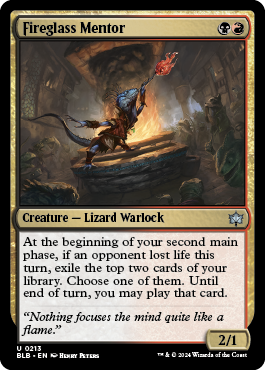 Fireglass Mentor
Creature — Lizard Warlock
At the beginning of your second main
phase, if an opponent lost life this
turn, exile the top two cards of your
library. Choose one of them. Until
end of turn, you may play that card.
“Nothing focuses the mind quite like a
flame.”
2/1
U 0213
BLB • EN HENRY PETERS
™ & © 2024 Wizards of the Coast